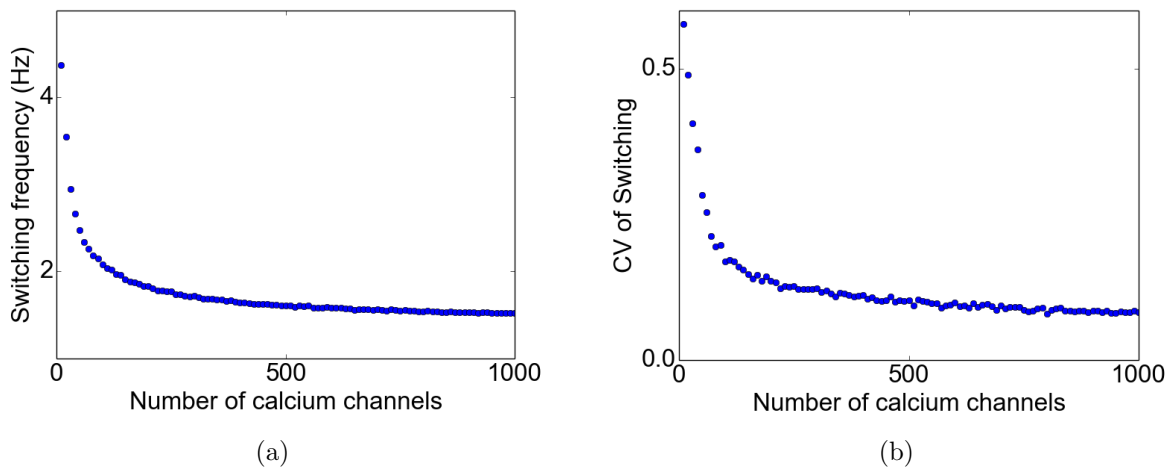 Switching frequency (Hz)
4
2
0
500
1000
Number of calcium channels
(a)
CV of Switching
0.5
0.0
0
500
1000
Number of calcium channels
(b)